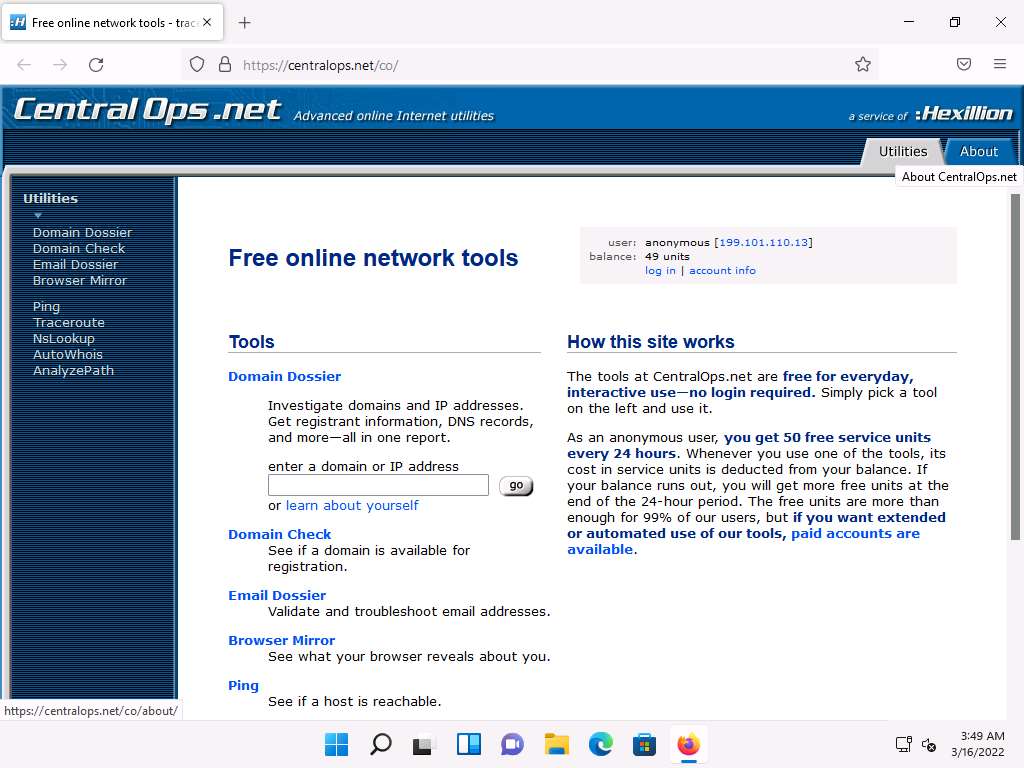 Free online network tools - trac
https://centralops.net/co/
Central Ops .net
Advanced online Internet utilities
a service of :Hexillion
Utilities
About
About CentralOps.net
Utilities
Domain Dossier
Domain Check
Email Dossier
Browser Mirror
Ping
Traceroute
NsLookup
AutoWhois
AnalyzePath
Free online network tools
user: anonymous [199.101.110.13]
balance: 49 units
log in | account info
Tools
Domain Dossier
Investigate domains and IP addresses.
Get registrant information, DNS records,
and more—all in one report.
enter a domain or IP address
go
or learn about yourself
Domain Check
See if a domain is available for
registration.
Email Dossier
Validate and troubleshoot email addresses.
Browser Mirror
See what your browser reveals about you.
Ping
See if a host is reachable.
How this site works
The tools at CentralOps.net are free for everyday,
interactive use—no login required. Simply pick a tool
on the left and use it.
As an anonymous user, you get 50 free service units
every 24 hours. Whenever you use one of the tools, its
cost in service units is deducted from your balance. If
your balance runs out, you will get more free units at the
end of the 24-hour period. The free units are more than
enough for 99% of our users, but if you want extended
or automated use of our tools, paid accounts are
available.
https://centralops.net/co/about/
3:49 AM
3/16/2022